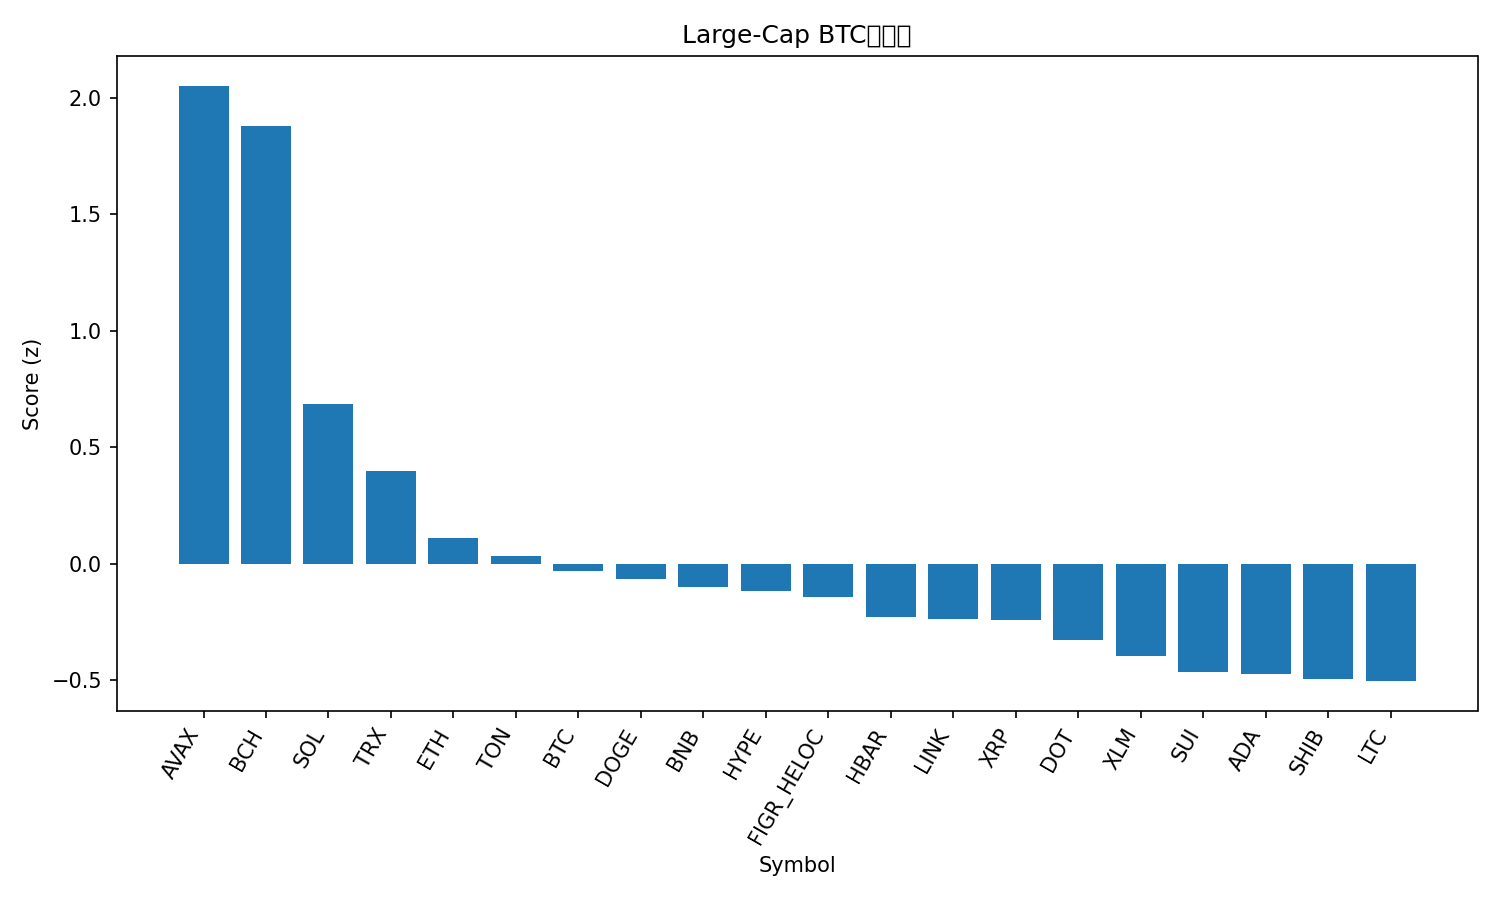 Large-Cap BTC
2.0
1.5
1.0
0.5
0.0
−0.5
Score (z)
AVAX
BCH
SOL
TRX
ETH
TON
BTC
DOGE
BNB
HYPE
FIGR_HELOC
HBAR
LINK
XRP
DOT
XLM
SUI
ADA
SHIB
LTC
Symbol